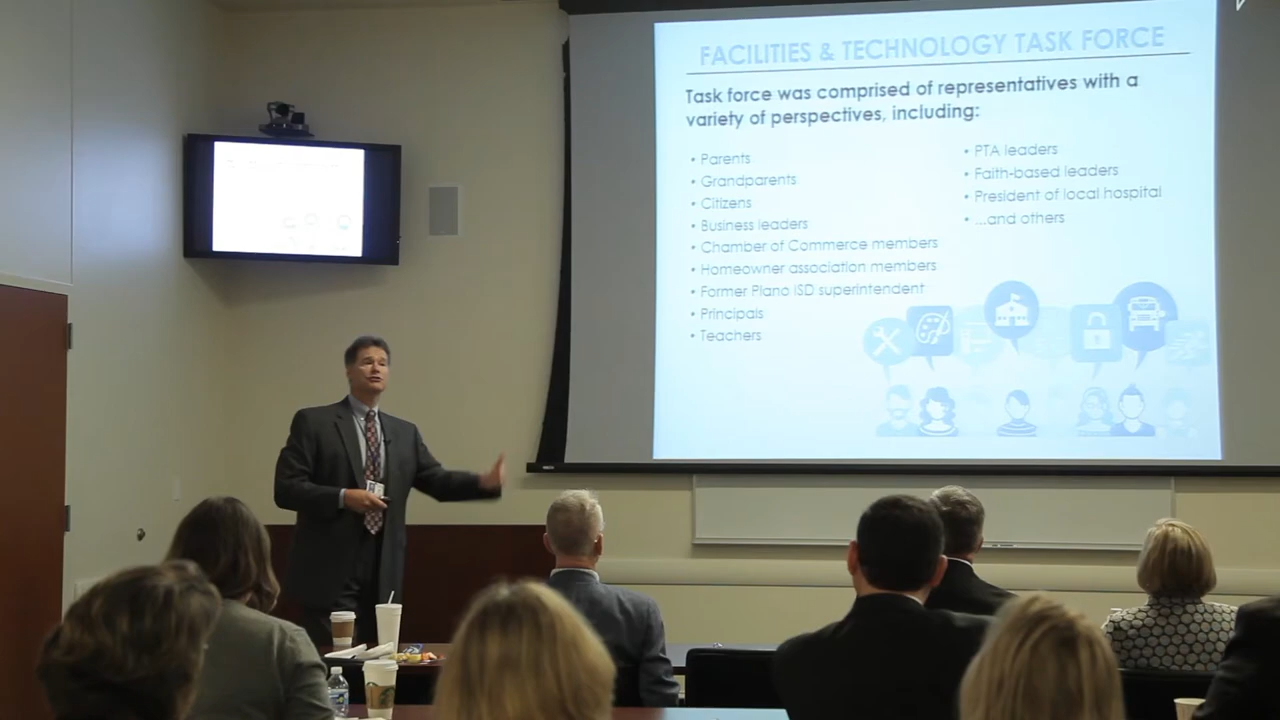 FACILITIES & TECHNOLOGY TASK FORCE
Task force was comprised of representatives with a
variety of perspectives, including:
• Parents
• Grandparents
• Citizens
• Business leaders
• Chamber of Commerce members
• Homeowner association members
• Former Plano ISD superintendent
• Principals
• Teachers
• PTA leaders
• Faith-based leaders
• President of local hospital
• ...and others